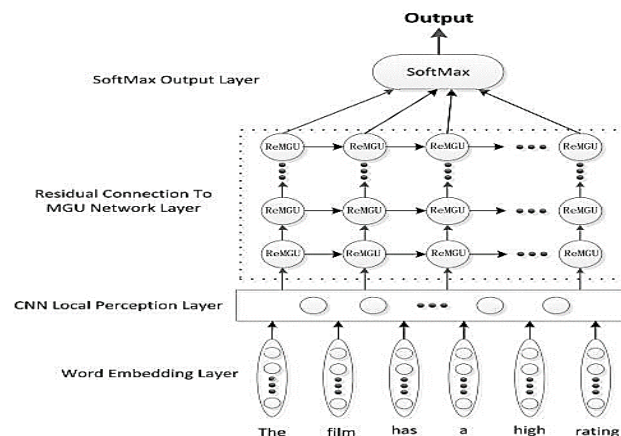 Output
SoftMax Output Layer
SoftMax
ReMGU ReMGU ReMGU ReMGU
Residual Connection To
MGU Network Layer
ReMGU ReMGU ReMGU ReMGU
ReMGU ReMGU ReMGU ReMGU
CNN Local Perception Layer
Word Embedding Layer
The film has a high rating